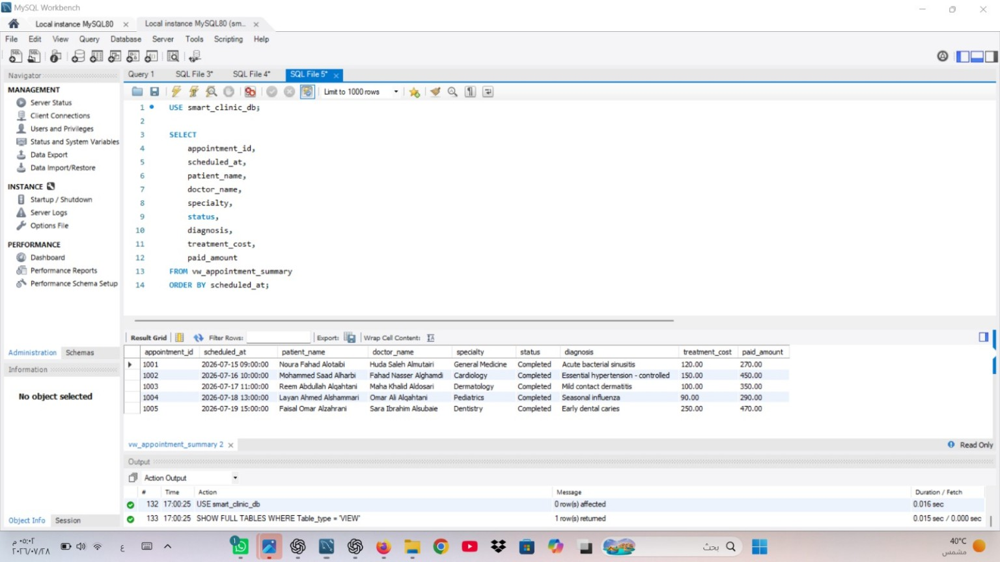 MySQL Workbench
Local instance MySQL80 Local instance MySQL80 (sm...
File Edit View Query Database Server Tools Scripting Help
Navigator
MANAGEMENT
Server Status
Client Connections
Users and Privileges
Status and System Variables
Data Export
Data Import/Restore
INSTANCE
Startup / Shutdown
Server Logs
Options File
PERFORMANCE
Dashboard
Performance Reports
Performance Schema Setup
Administration Schemas
Information
No object selected
Object Info Session
Query 1 SQL File 3* SQL File 4* SQL File 5*
Limit to 1000 rows
1 USE smart_clinic_db;
2
3 SELECT
4 appointment_id,
5 scheduled_at,
6 patient_name,
7 doctor_name,
8 specialty,
9 status,
10 diagnosis,
11 treatment_cost,
12 paid_amount
13 FROM vw_appointment_summary
14 ORDER BY scheduled_at;
Result Grid Filter Rows: Export: Wrap Cell Content:
appointment_id scheduled_at patient_name doctor_name specialty status diagnosis treatment_cost paid_amount
1001 2026-07-15 09:00:00 Noura Fahad Alotaibi Huda Saleh Almutairi General Medicine Completed Acute bacterial sinusitis 120.00 270.00
1002 2026-07-16 10:00:00 Mohammed Saad Alharbi Fahad Nasser Alghamdi Cardiology Completed Essential hypertension - controlled 150.00 450.00
1003 2026-07-17 11:00:00 Reem Abdullah Alqahtani Maha Khalid Aldosari Dermatology Completed Mild contact dermatitis 100.00 350.00
1004 2026-07-18 13:00:00 Layan Ahmed Alshammari Omar Ali Alqahtani Pediatrics Completed Seasonal influenza 90.00 290.00
1005 2026-07-19 15:00:00 Faisal Omar Alzahrani Sara Ibrahim Alsubaie Dentistry Completed Early dental caries 250.00 470.00
vw_appointment_summary 2 Read Only
Output
Action Output
# Time Action Message Duration / Fetch
132 17:00:25 USE smart_clinic_db 0 row(s) affected 0.016 sec
133 17:00:25 SHOW FULL TABLES WHERE Table_type = 'VIEW' 1 row(s) returned 0.015 sec / 0.000 sec
٠٥:٠٢ م
٢٠٢٦/٠٧/٢٨
ع
1
بحث
40°C
مشمس